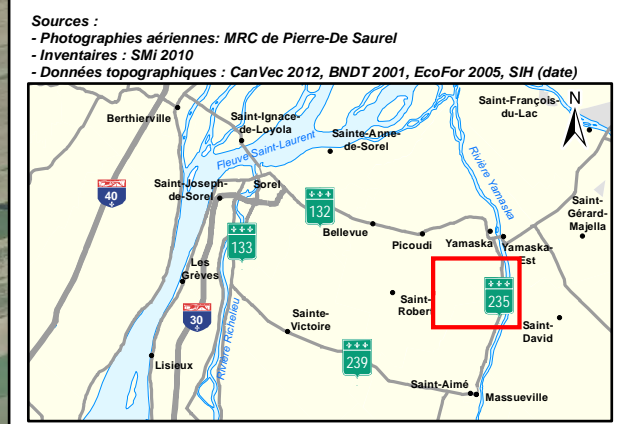 Sources :
- Photographies aériennes: MRC de Pierre-De Saurel
- Inventaires : SMi 2010
- Données topographiques : CanVec 2012, BNDT 2001, EcoFor 2005, SIH (date)
Berthierville
Saint-Ignace-
de-Loyola
Fleuve Saint-Laurent
Sainte-Anne-
de-Sorel
Saint-François-
du-Lac
N
Rivière Yamaska
40
Saint-Joseph-
de-Sorel
Sorel
132
133
Bellevue
Picoudi
Yamaska
Yamaska-
Est
Saint-
Gérard-
Majella
Les
Grèves
30
Rivière Richelieu
Sainte-
Victoire
Saint-
Robert
235
Saint-
David
239
Lisieux
Saint-Aimé
Massueville